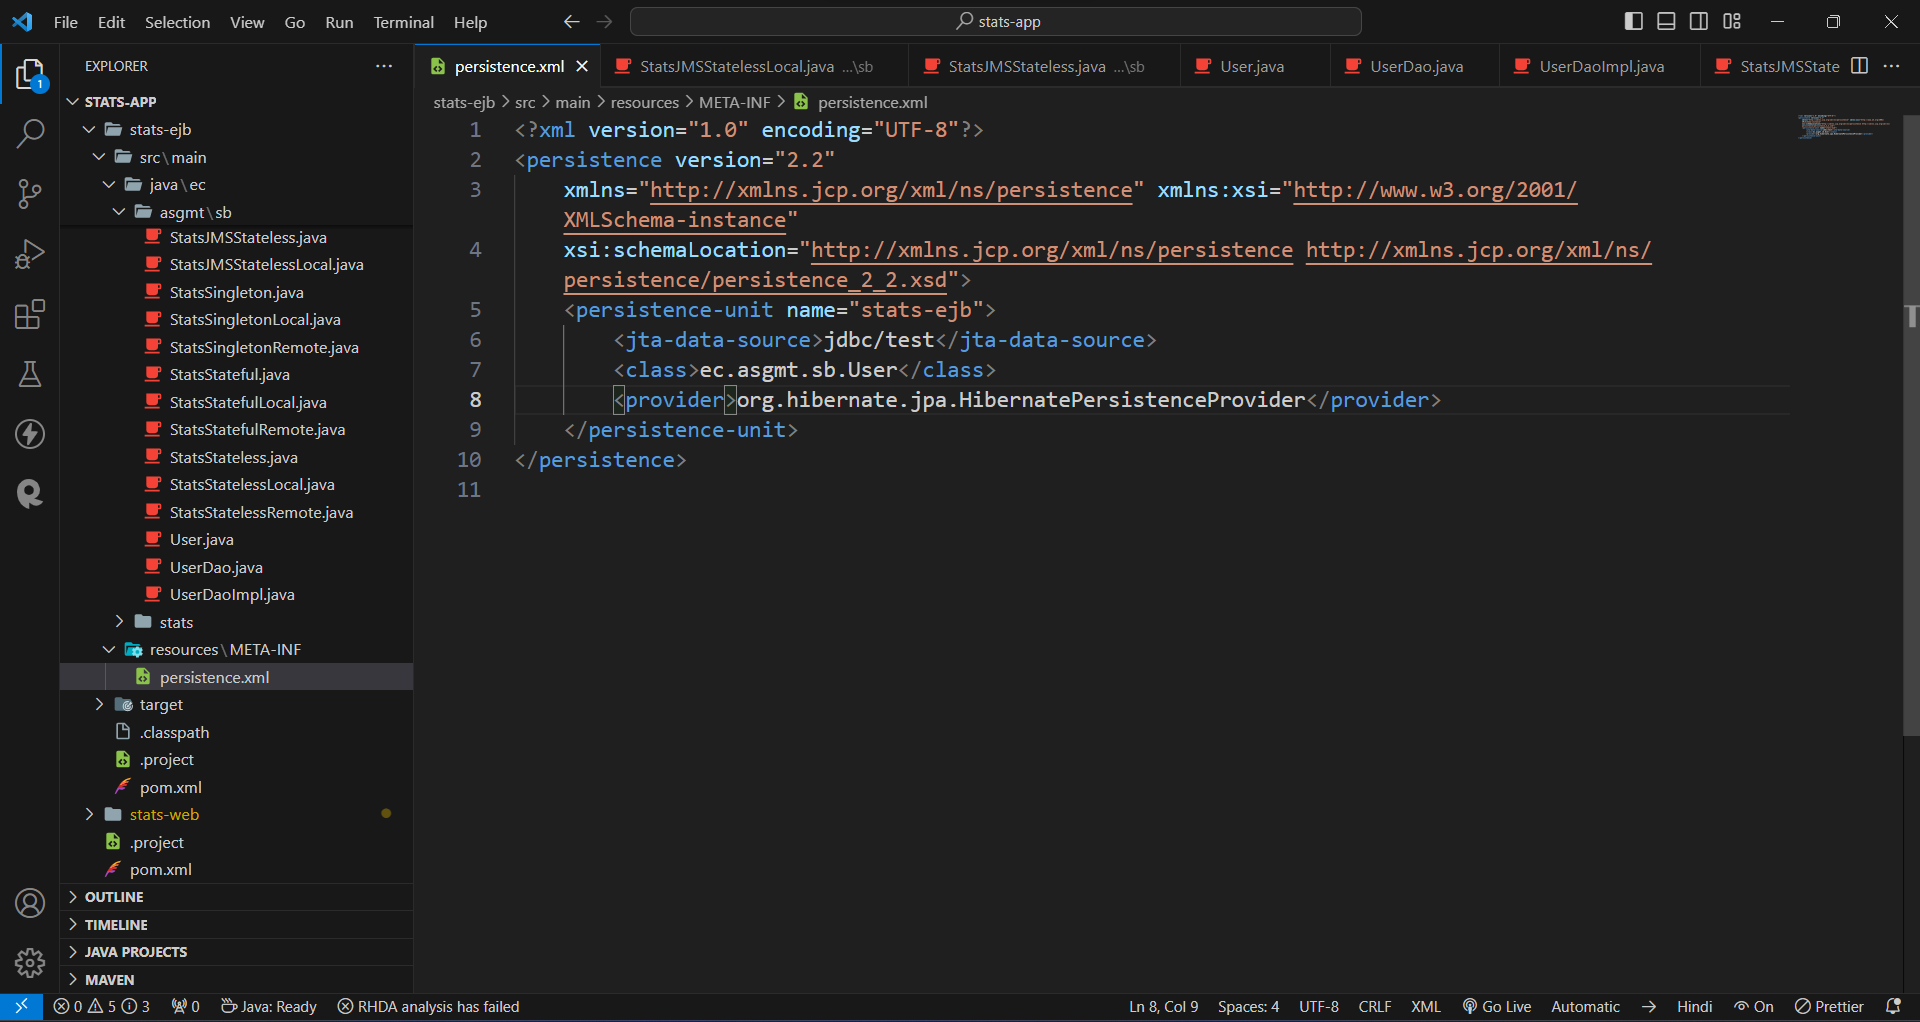 File Edit Selection View Go Run Terminal Help
stats-app
EXPLORER
STATS-APP
stats-ejb
src\main
java\ec
asgmt\sb
StatsJMSStateless.java
StatsJMSStatelessLocal.java
StatsSingleton.java
StatsSingletonLocal.java
StatsSingletonRemote.java
StatsStateful.java
StatsStatefulLocal.java
StatsStatefulRemote.java
StatsStateless.java
StatsStatelessLocal.java
StatsStatelessRemote.java
User.java
UserDao.java
UserDaoImpl.java
stats
resources\META-INF
persistence.xml
target
.classpath
.project
pom.xml
stats-web
.project
pom.xml
OUTLINE
TIMELINE
JAVA PROJECTS
MAVEN
1
persistence.xml StatsJMSStatelessLocal.java ...\sb StatsJMSStateless.java ...\sb User.java UserDao.java UserDaoImpl.java StatsJMSState
stats-ejb > src > main > resources > META-INF > persistence.xml
1 <?xml version="1.0" encoding="UTF-8"?>
2 <persistence version="2.2"
3 xmlns="http://xmlns.jcp.org/xml/ns/persistence" xmlns:xsi="http://www.w3.org/2001/
XMLSchema-instance"
4 xsi:schemaLocation="http://xmlns.jcp.org/xml/ns/persistence http://xmlns.jcp.org/xml/ns/
persistence/persistence_2_2.xsd">
5 <persistence-unit name="stats-ejb">
6 <jta-data-source>jdbc/test</jta-data-source>
7 <class>ec.asgmt.sb.User</class>
8 <provider>org.hibernate.jpa.HibernatePersistenceProvider</provider>
9 </persistence-unit>
10 </persistence>
11
0 5 3 0 Java: Ready RHDA analysis has failed Ln 8, Col 9 Spaces: 4 UTF-8 CRLF XML Go Live Automatic Hindi On Prettier